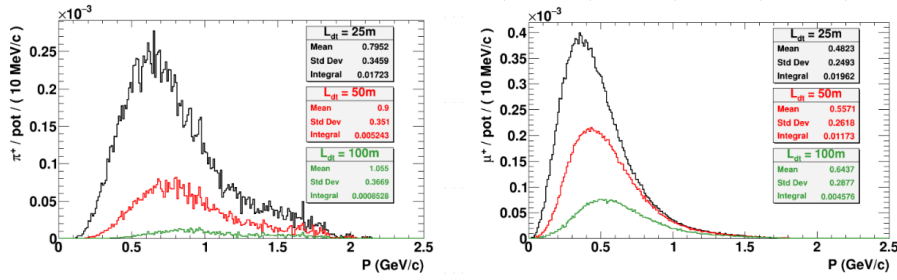 ×10⁻³
L_dt = 25m
Mean 0.7952
Std Dev 0.3459
Integral 0.01723
L_dt = 50m
Mean 0.9
Std Dev 0.351
Integral 0.005243
L_dt = 100m
Mean 1.055
Std Dev 0.3669
Integral 0.0008528
π⁺ / pot / ( 10 MeV/c )
0.25
0.2
0.15
0.1
0.05
0
0 0.5 1 1.5 2 2.5
P (GeV/c)
×10⁻³
L_dt = 25m
Mean 0.4823
Std Dev 0.2493
Integral 0.01962
L_dt = 50m
Mean 0.5571
Std Dev 0.2618
Integral 0.01173
L_dt = 100m
Mean 0.6437
Std Dev 0.2877
Integral 0.004576
μ⁺ / pot / ( 10 MeV/c )
0.4
0.35
0.3
0.25
0.2
0.15
0.1
0.05
0
0 0.5 1 1.5 2 2.5
P (GeV/c)